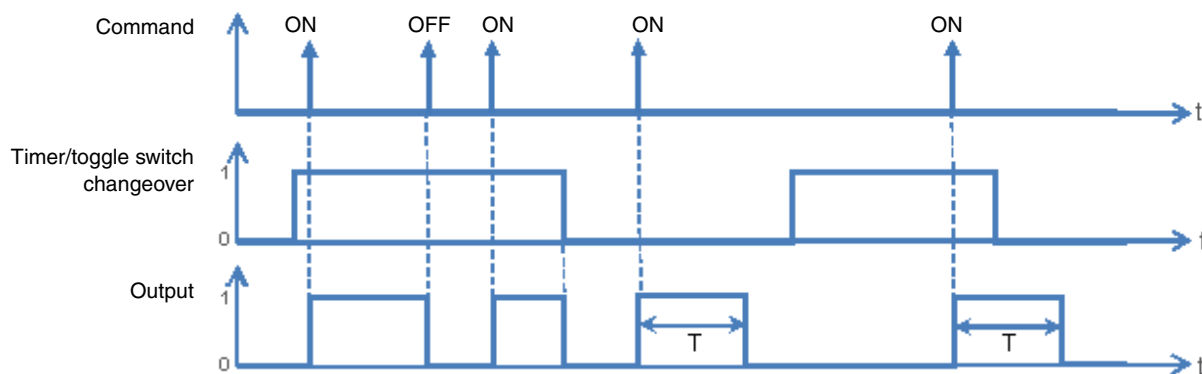 Command
ON
OFF
ON
ON
ON
t
Timer/toggle switch
changeover
1
0
t
Output
1
0
T
T
t